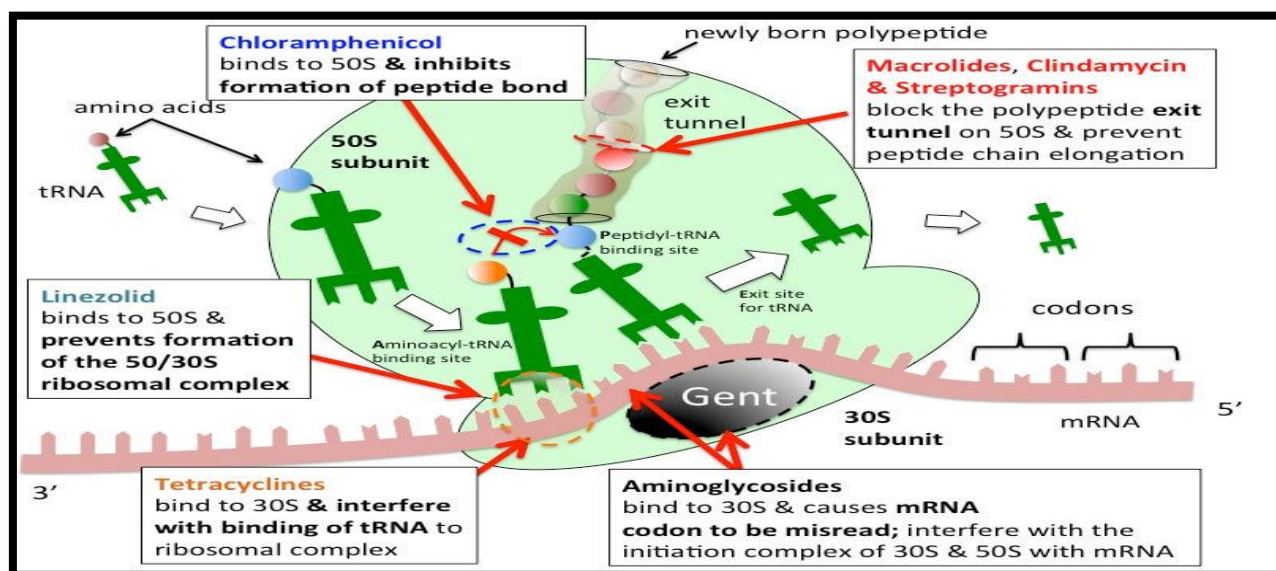 Chloramphenicol
binds to 50S & inhibits
formation of peptide bond
newly born polypeptide
Macrolides, Clindamycin
& Streptogramins
block the polypeptide exit
tunnel on 50S & prevent
peptide chain elongation
amino acids
exit
tunnel
50S
subunit
tRNA
Peptidyl-tRNA
binding site
Linezolid
binds to 50S &
prevents formation
of the 50/30S
ribosomal complex
Aminoacyl-tRNA
binding site
Exit site
for tRNA
codons
Gent
30S
subunit
mRNA
5’
3’
Tetracyclines
bind to 30S & interfere
with binding of tRNA to
ribosomal complex
Aminoglycosides
bind to 30S & causes mRNA
codon to be misread; interfere with the
initiation complex of 30S & 50S with mRNA